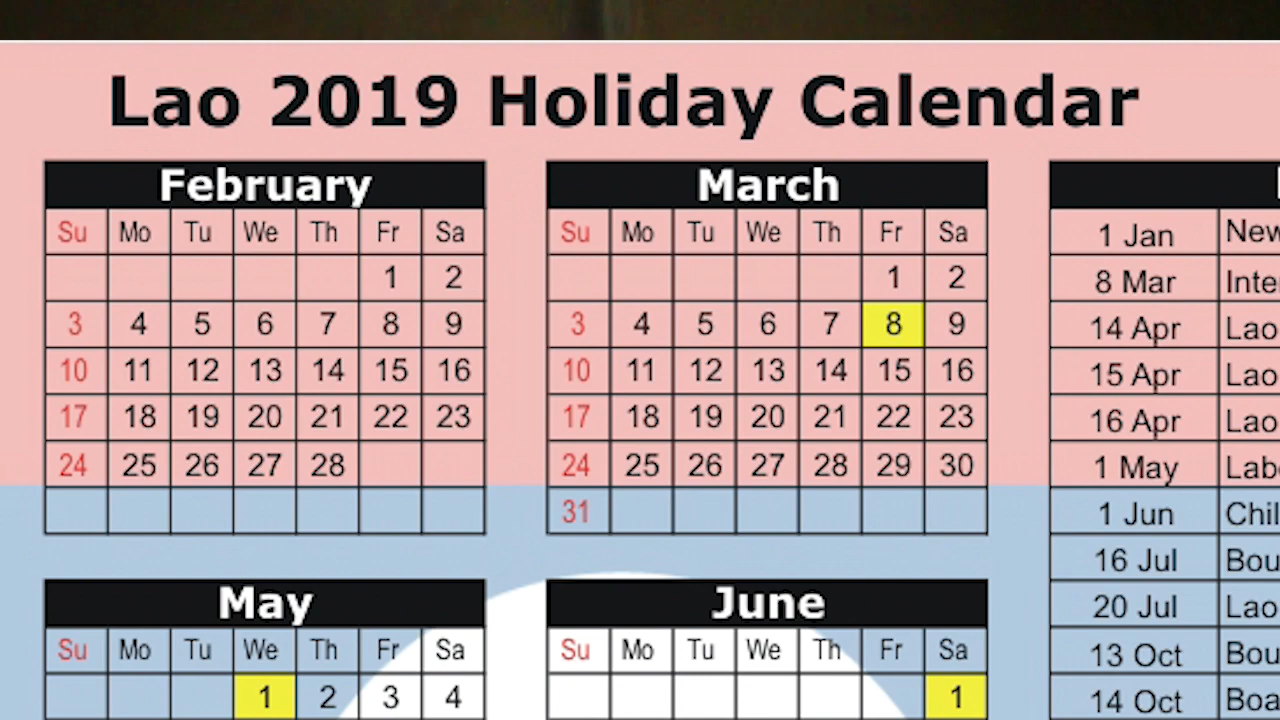 Lao 2019 Holiday Calendar
February
Su Mo Tu We Th Fr Sa
1 2
3 4 5 6 7 8 9
10 11 12 13 14 15 16
17 18 19 20 21 22 23
24 25 26 27 28
March
Su Mo Tu We Th Fr Sa
1 2
3 4 5 6 7 8 9
10 11 12 13 14 15 16
17 18 19 20 21 22 23
24 25 26 27 28 29 30
31
1 Jan New
8 Mar
14 Apr Lao
15 Apr Lao
16 Apr Lao
1 May
1 Jun
16 Jul
20 Jul Lao
13 Oct
14 Oct
May
Su Mo Tu We Th Fr Sa
1 2 3 4
June
Su Mo Tu We Th Fr Sa
1